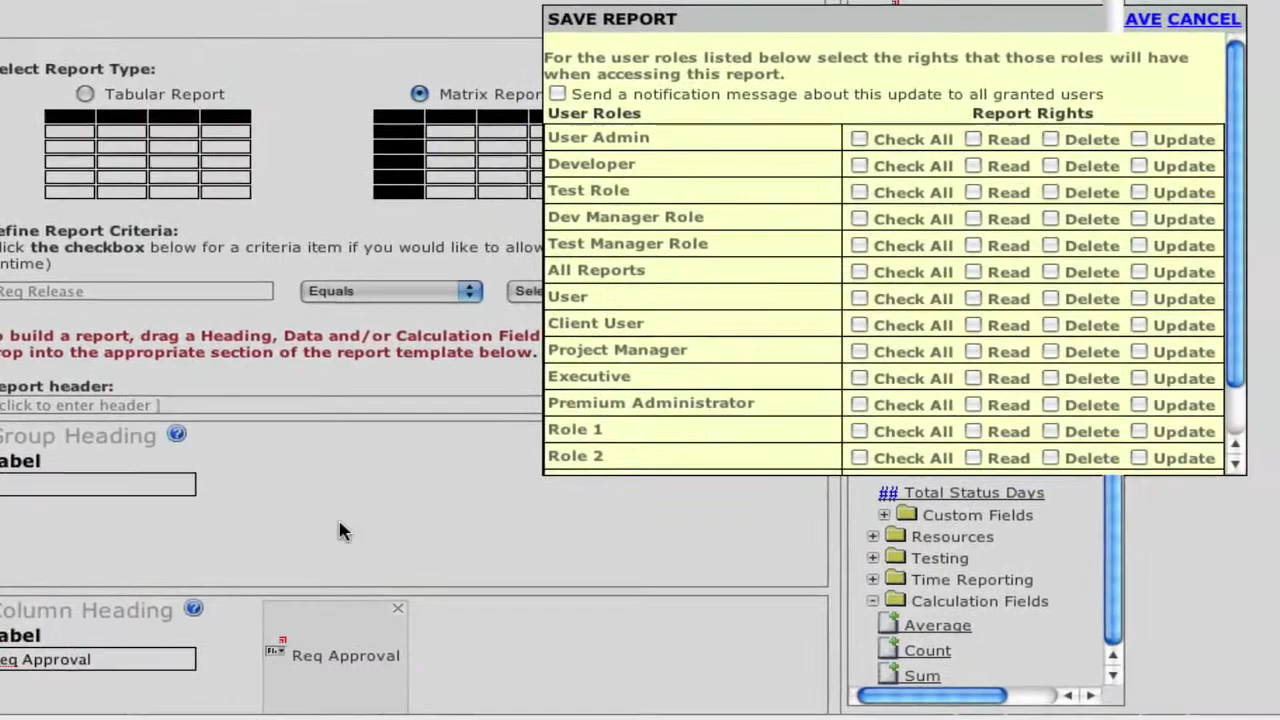 SAVE REPORT
AVE CANCEL
For the user roles listed below select the rights that those roles will have
when accessing this report.
Send a notification message about this update to all granted users
User Roles Report Rights
User Admin Check All Read Delete Update
Developer Check All Read Delete Update
Test Role Check All Read Delete Update
Dev Manager Role Check All Read Delete Update
Test Manager Role Check All Read Delete Update
All Reports Check All Read Delete Update
User Check All Read Delete Update
Client User Check All Read Delete Update
Project Manager Check All Read Delete Update
Executive Check All Read Delete Update
Premium Administrator Check All Read Delete Update
Role 1 Check All Read Delete Update
Role 2 Check All Read Delete Update
elect Report Type:
Tabular Report
Matrix Repor
efine Report Criteria:
lick the checkbox below for a criteria item if you would like to allow
ntime)
Req Release
Equals
Sele
o build a report, drag a Heading, Data and/or Calculation Field
rop into the appropriate section of the report template below.
eport header:
click to enter header ]
Group Heading ?
abel
Column Heading ?
abel
eq Approval
Req Approval
## Total Status Days
Custom Fields
Resources
Testing
Time Reporting
Calculation Fields
Average
Count
Sum